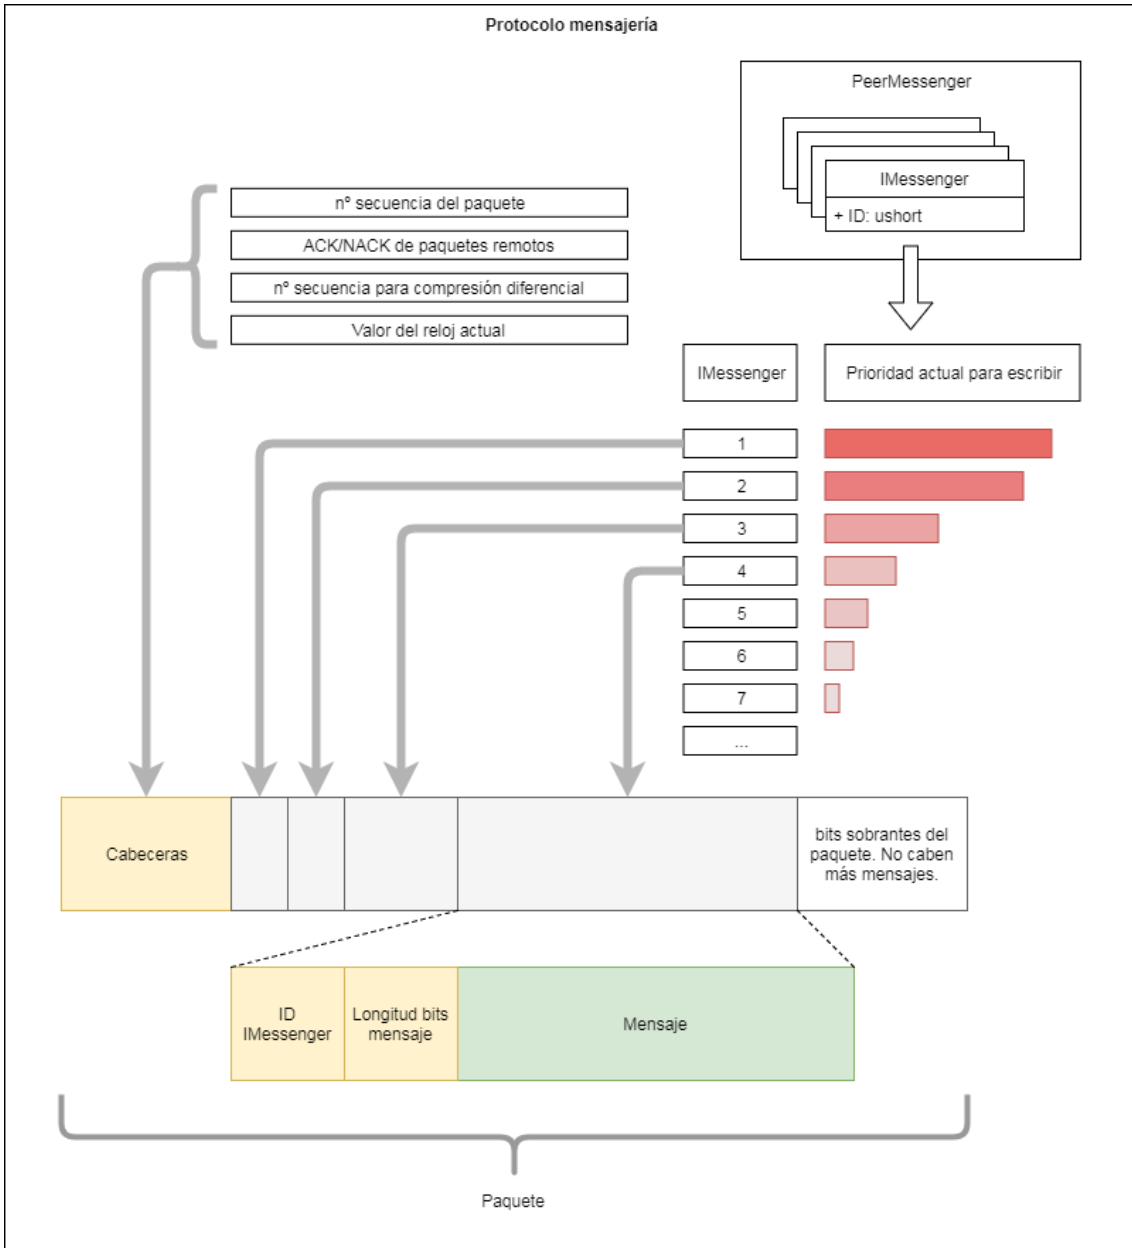 Protocolo mensajería
PeerMessenger
IMessenger
+ ID: ushort
nº secuencia del paquete
ACK/NACK de paquetes remotos
nº secuencia para compresión diferencial
Valor del reloj actual
IMessenger
Prioridad actual para escribir
1
2
3
4
5
6
7
...
Cabeceras
bits sobrantes del
paquete. No caben
más mensajes.
ID
IMessenger
Longitud bits
mensaje
Mensaje
Paquete